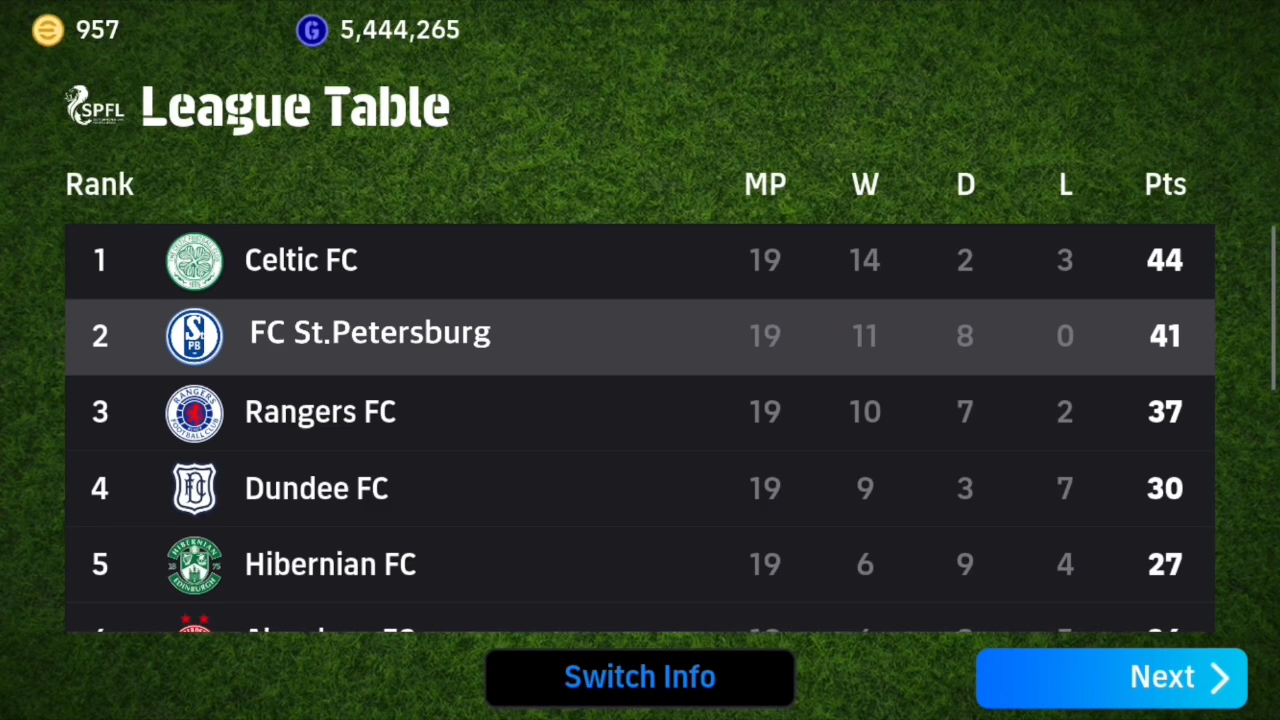 957 5,444,265
SPFL League Table
Rank MP W D L Pts
1 Celtic FC 19 14 2 3 44
2 FC St.Petersburg 19 11 8 0 41
3 Rangers FC 19 10 7 2 37
4 Dundee FC 19 9 3 7 30
5 Hibernian FC 19 6 9 4 27
Switch Info Next